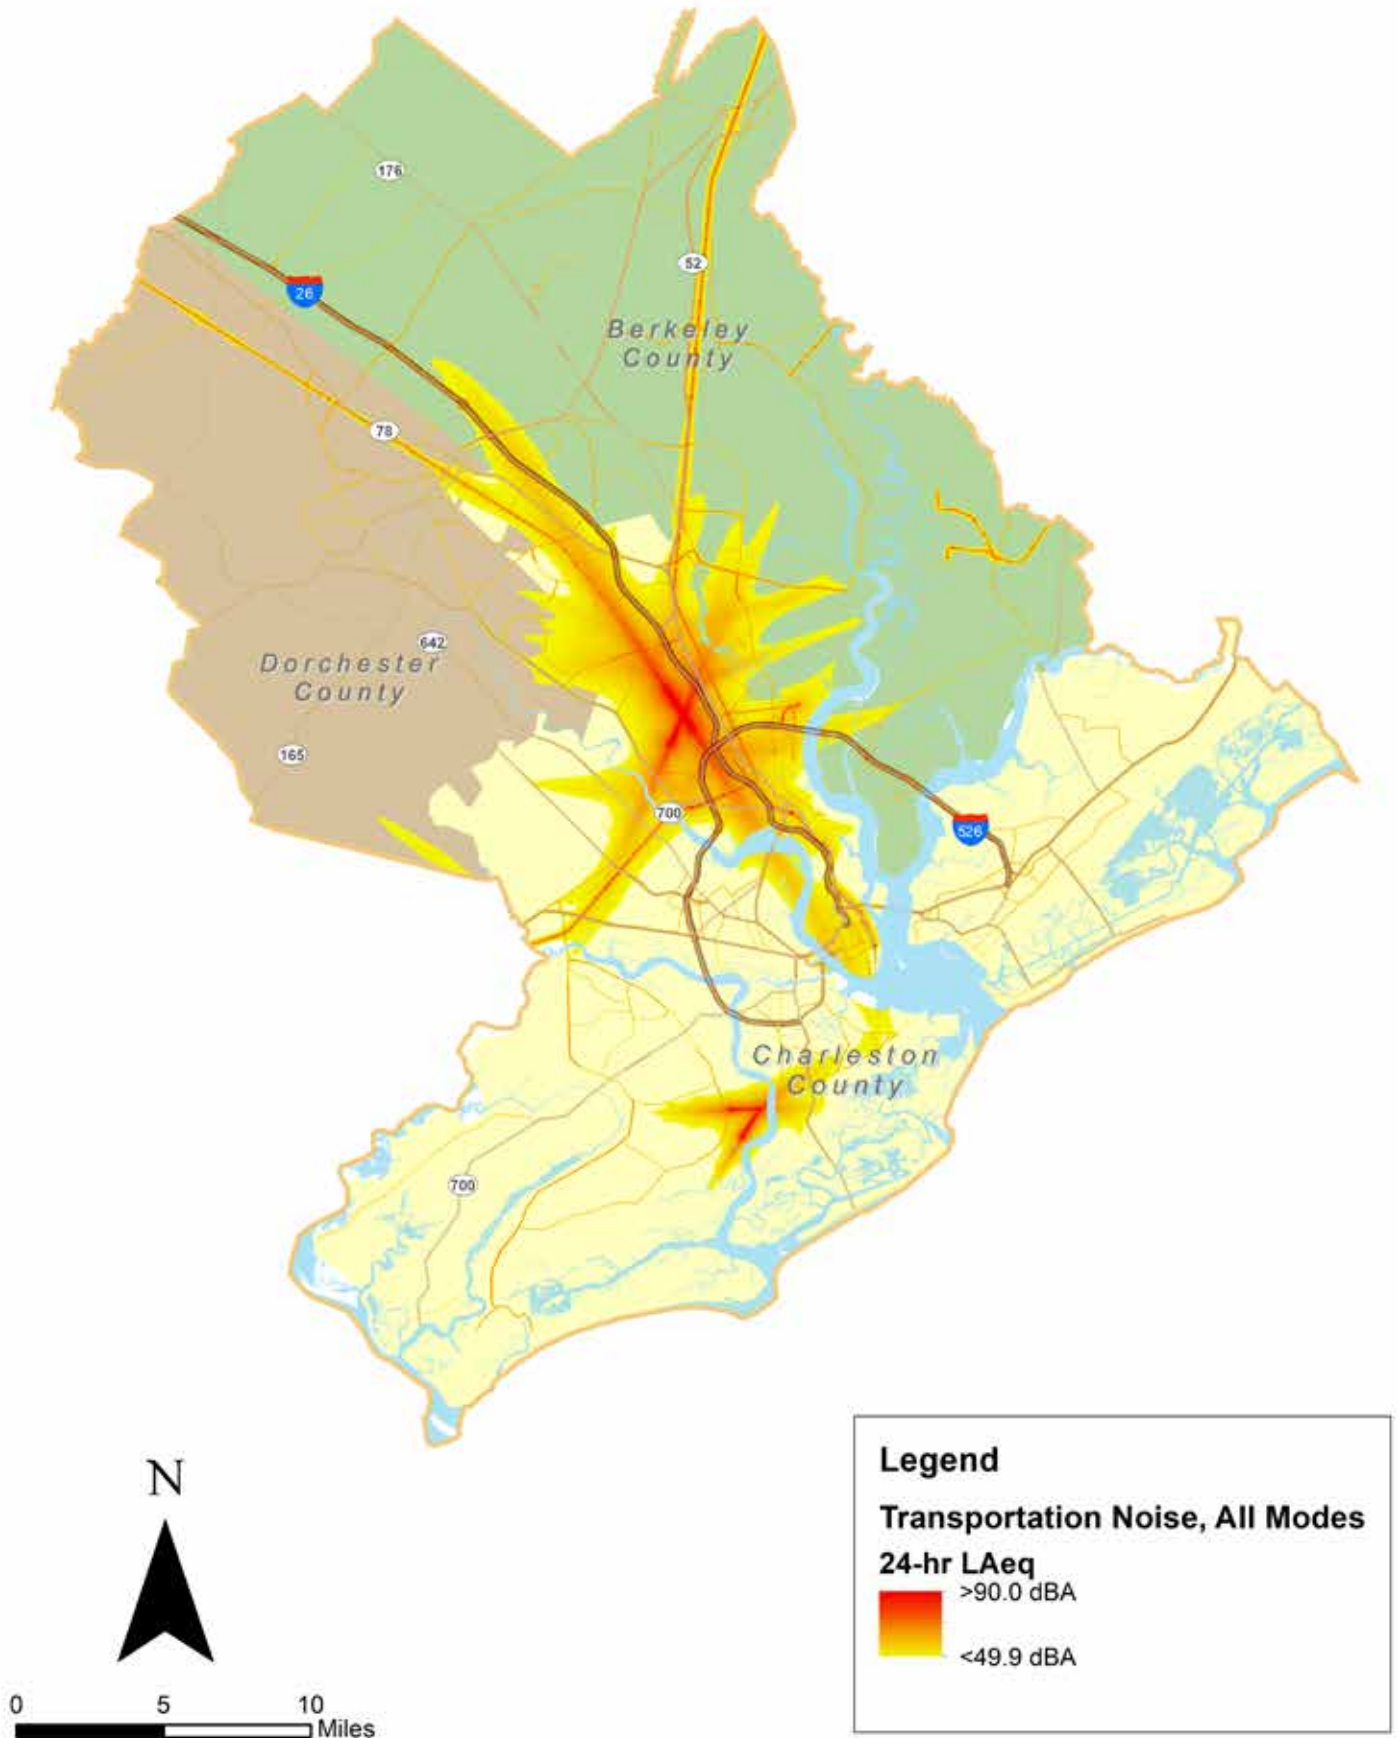 176
52
26
Berkeley
County
78
642
Dorchester
County
165
700
526
Charleston
County
700
N
0 5 10
Miles
Legend
Transportation Noise, All Modes
24-hr LAeq
>90.0 dBA
<49.9 dBA